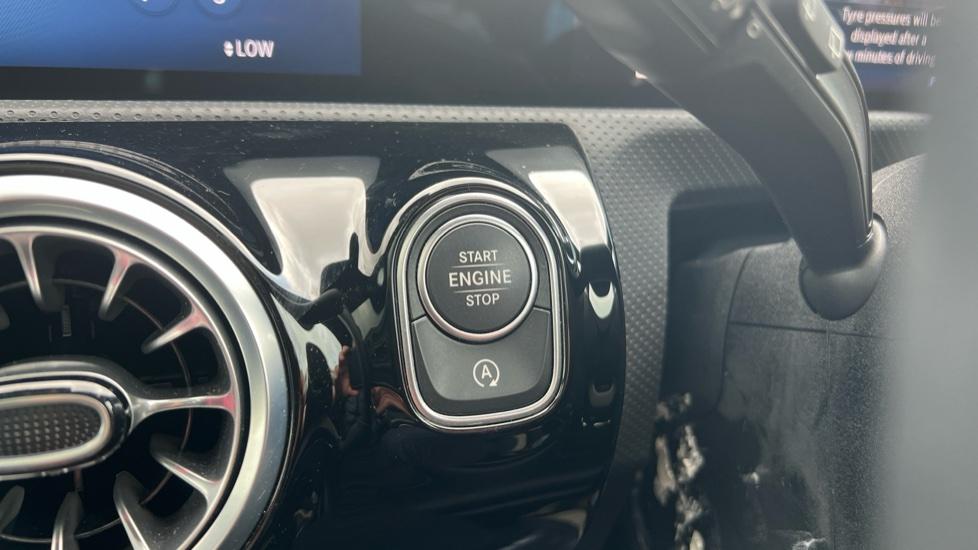 LOW
Tyre pressures will be
displayed after a
minutes of driving
START
ENGINE
STOP
A